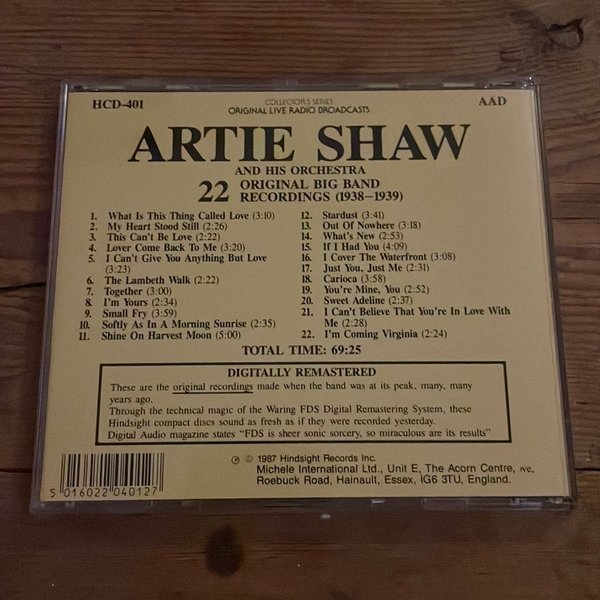 HCD-401
COLLECTOR'S SERIES
ORIGINAL LIVE RADIO BROADCASTS
AAD
ARTIE SHAW
AND HIS ORCHESTRA
22 ORIGINAL BIG BAND
RECORDINGS (1938–1939)
1. What Is This Thing Called Love (3:10)
2. My Heart Stood Still (2:26)
3. This Can't Be Love (2:22)
4. Lover Come Back To Me (3:20)
5. I Can't Give You Anything But Love
(3:23)
6. The Lambeth Walk (2:22)
7. Together (3:00)
8. I'm Yours (2:34)
9. Small Fry (3:59)
10. Softly As In A Morning Sunrise (2:35)
11. Shine On Harvest Moon (5:00)
12. Stardust (3:41)
13. Out Of Nowhere (3:18)
14. What's New (2:53)
15. If I Had You (4:09)
16. I Cover The Waterfront (3:08)
17. Just You, Just Me (2:31)
18. Carioca (3:58)
19. You're Mine, You (2:52)
20. Sweet Adeline (2:37)
21. I Can't Believe That You're In Love With
Me (2:28)
22. I'm Coming Virginia (2:24)
TOTAL TIME: 69:25
DIGITALLY REMASTERED
These are the original recordings made when the band was at its peak, many, many
years ago.
Through the technical magic of the Waring FDS Digital Remastering System, these
Hindsight compact discs sound as fresh as if they were recorded yesterday.
Digital Audio magazine states "FDS is sheer sonic sorcery, so miraculous are its results"
℗ © 1987 Hindsight Records Inc.
Michele International Ltd., Unit E, The Acorn Centre,
Roebuck Road, Hainault, Essex, IG6 3TU, England.
5 016022 040127